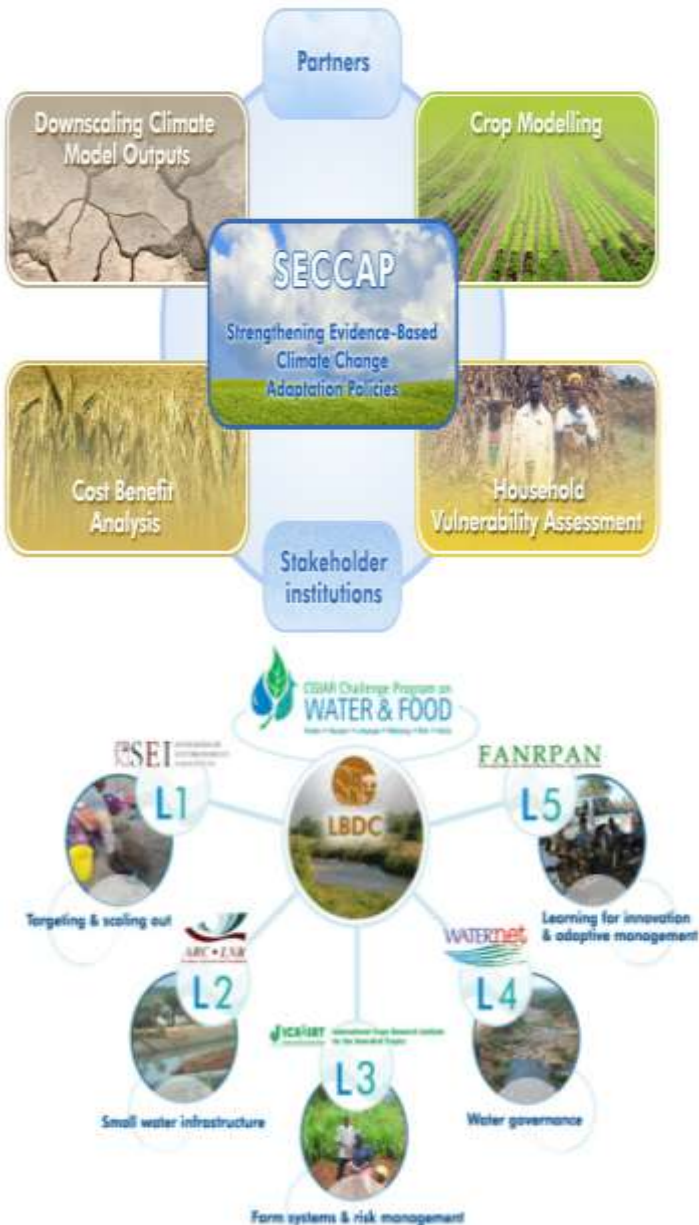 Partners
Downscaling Climate
Model Outputs
Crop Modelling
SECCAP
Strengthening Evidence-Based
Climate Change
Adaptation Policies
Cost Benefit
Analysis
Household
Vulnerability Assessment
Stakeholder
institutions
CGIAR Challenge Program on
WATER & FOOD
SEI
FANRPAN
L1
LBDC
L5
Targeting & scaling out
Learning for innovation
& adaptive management
ARC • LNR
WATERnet
L2
L4
ICRISAT
International Crops Research Institute
for the Semi-Arid Tropics
L3
Small water infrastructure
Water governance
Farm systems & risk management